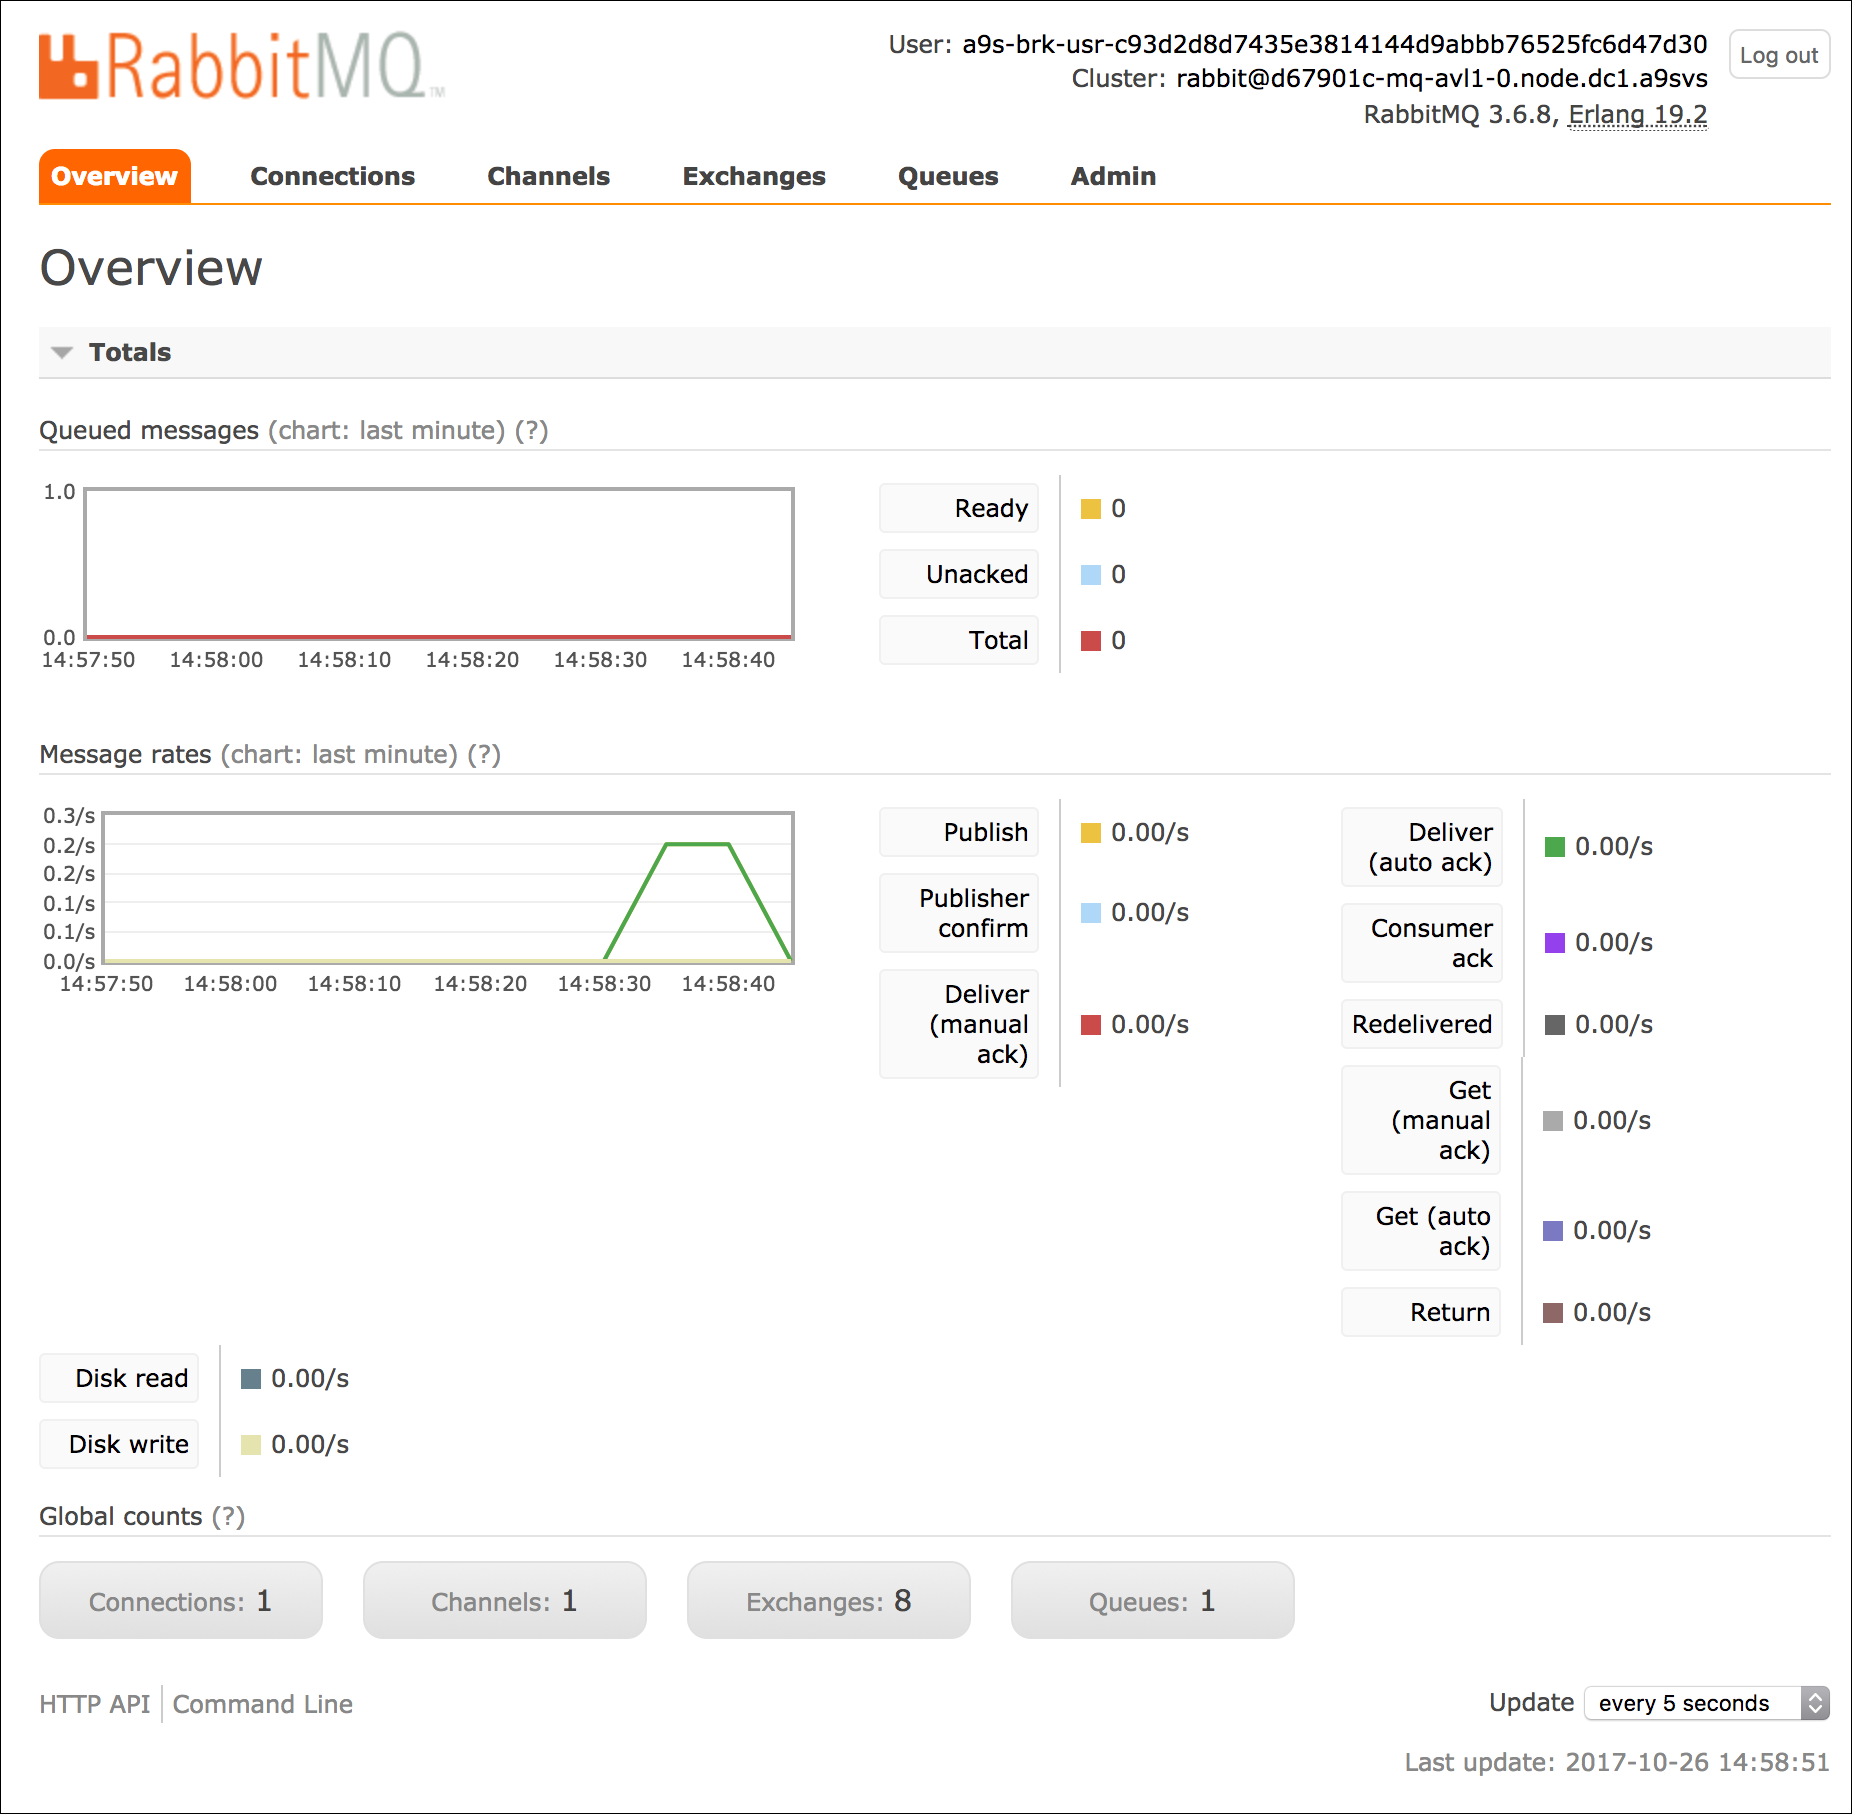 RabbitMQ™
User: a9s-brk-usr-c93d2d8d7435e3814144d9abbb76525fc6d47d30
Log out
Cluster: rabbit@d67901c-mq-avl1-0.node.dc1.a9svs
RabbitMQ 3.6.8, Erlang 19.2
Overview Connections Channels Exchanges Queues Admin
Overview
Totals
Queued messages (chart: last minute) (?)
1.0
0.0
14:57:50 14:58:00 14:58:10 14:58:20 14:58:30 14:58:40
Ready 0
Unacked 0
Total 0
Message rates (chart: last minute) (?)
0.3/s
0.2/s
0.2/s
0.1/s
0.1/s
0.0/s
14:57:50 14:58:00 14:58:10 14:58:20 14:58:30 14:58:40
Publish 0.00/s
Publisher
confirm 0.00/s
Deliver
(manual 0.00/s
ack)
Deliver
(auto ack) 0.00/s
Consumer
ack 0.00/s
Redelivered 0.00/s
Get
(manual 0.00/s
ack)
Get (auto
ack) 0.00/s
Return 0.00/s
Disk read 0.00/s
Disk write 0.00/s
Global counts (?)
Connections: 1 Channels: 1 Exchanges: 8 Queues: 1
HTTP API Command Line
Update every 5 seconds
Last update: 2017-10-26 14:58:51